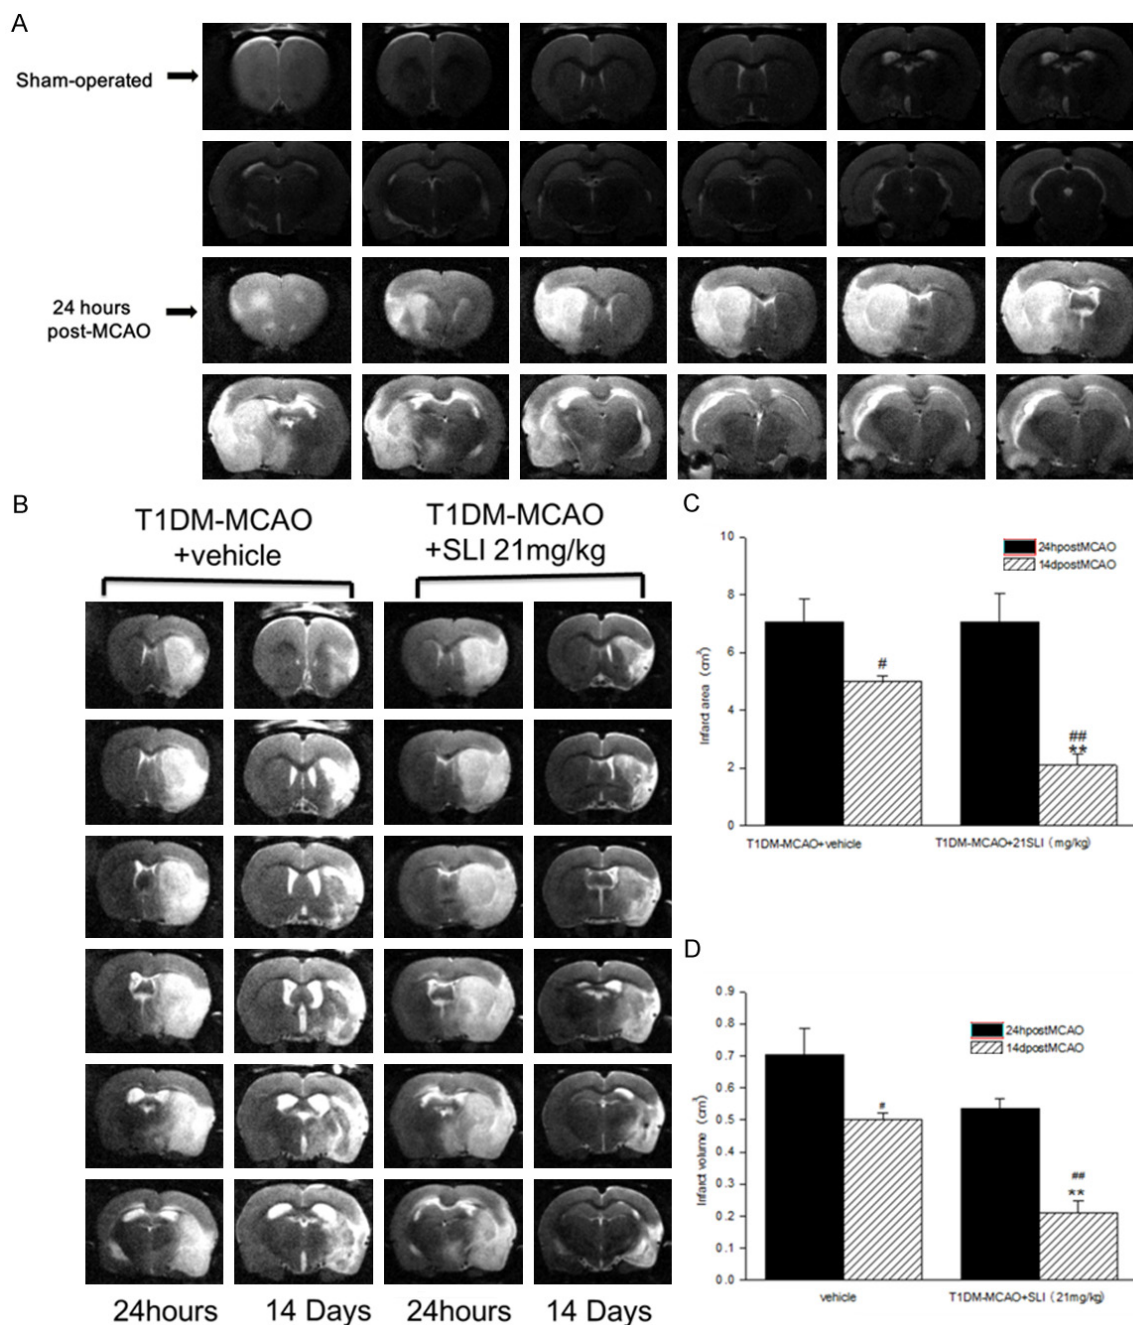 A
Sham-operated
24 hours
post-MCAO
B
T1DM-MCAO
+vehicle
T1DM-MCAO
+SLI 21mg/kg
24hours
14 Days
24hours
14 Days
C
10
8
6
4
2
0
Infarct area (cm²)
24hpostMCAO
14dpostMCAO
#
##
**
T1DM-MCAO+vehicle
T1DM-MCAO+21SLI (mg/kg)
D
0.9
0.8
0.7
0.6
0.5
0.4
0.3
0.2
0.1
0.0
Infarct volume (cm³)
24hpostMCAO
14dpostMCAO
#
##
**
vehicle
T1DM-MCAO+SLI (21mg/kg)